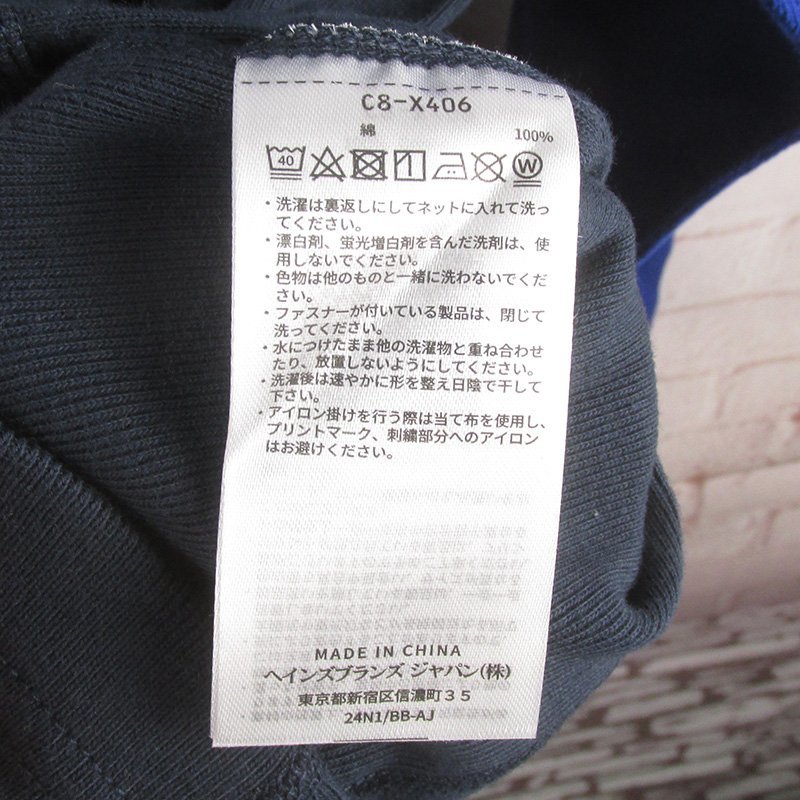 C8-X406
綿 100%
40 W
・洗濯は裏返しにしてネットに入れて洗っ
てください。
・漂白剤、蛍光増白剤を含んだ洗剤は、使
用しないでください。
・色物は他のものと一緒に洗わないでくだ
さい。
・ファスナーが付いている製品は、閉じて
洗ってください。
・水につけたまま他の洗濯物と重ね合わせ
たり、放置しないようにしてください。
・洗濯後は速やかに形を整え日陰で干して
下さい。
・アイロン掛けを行う際は当て布を使用し、
プリントマーク、刺繍部分へのアイロン
はお避けください。
MADE IN CHINA
ヘインズブランズ ジャパン(株)
東京都新宿区信濃町35
24N1/BB-AJ